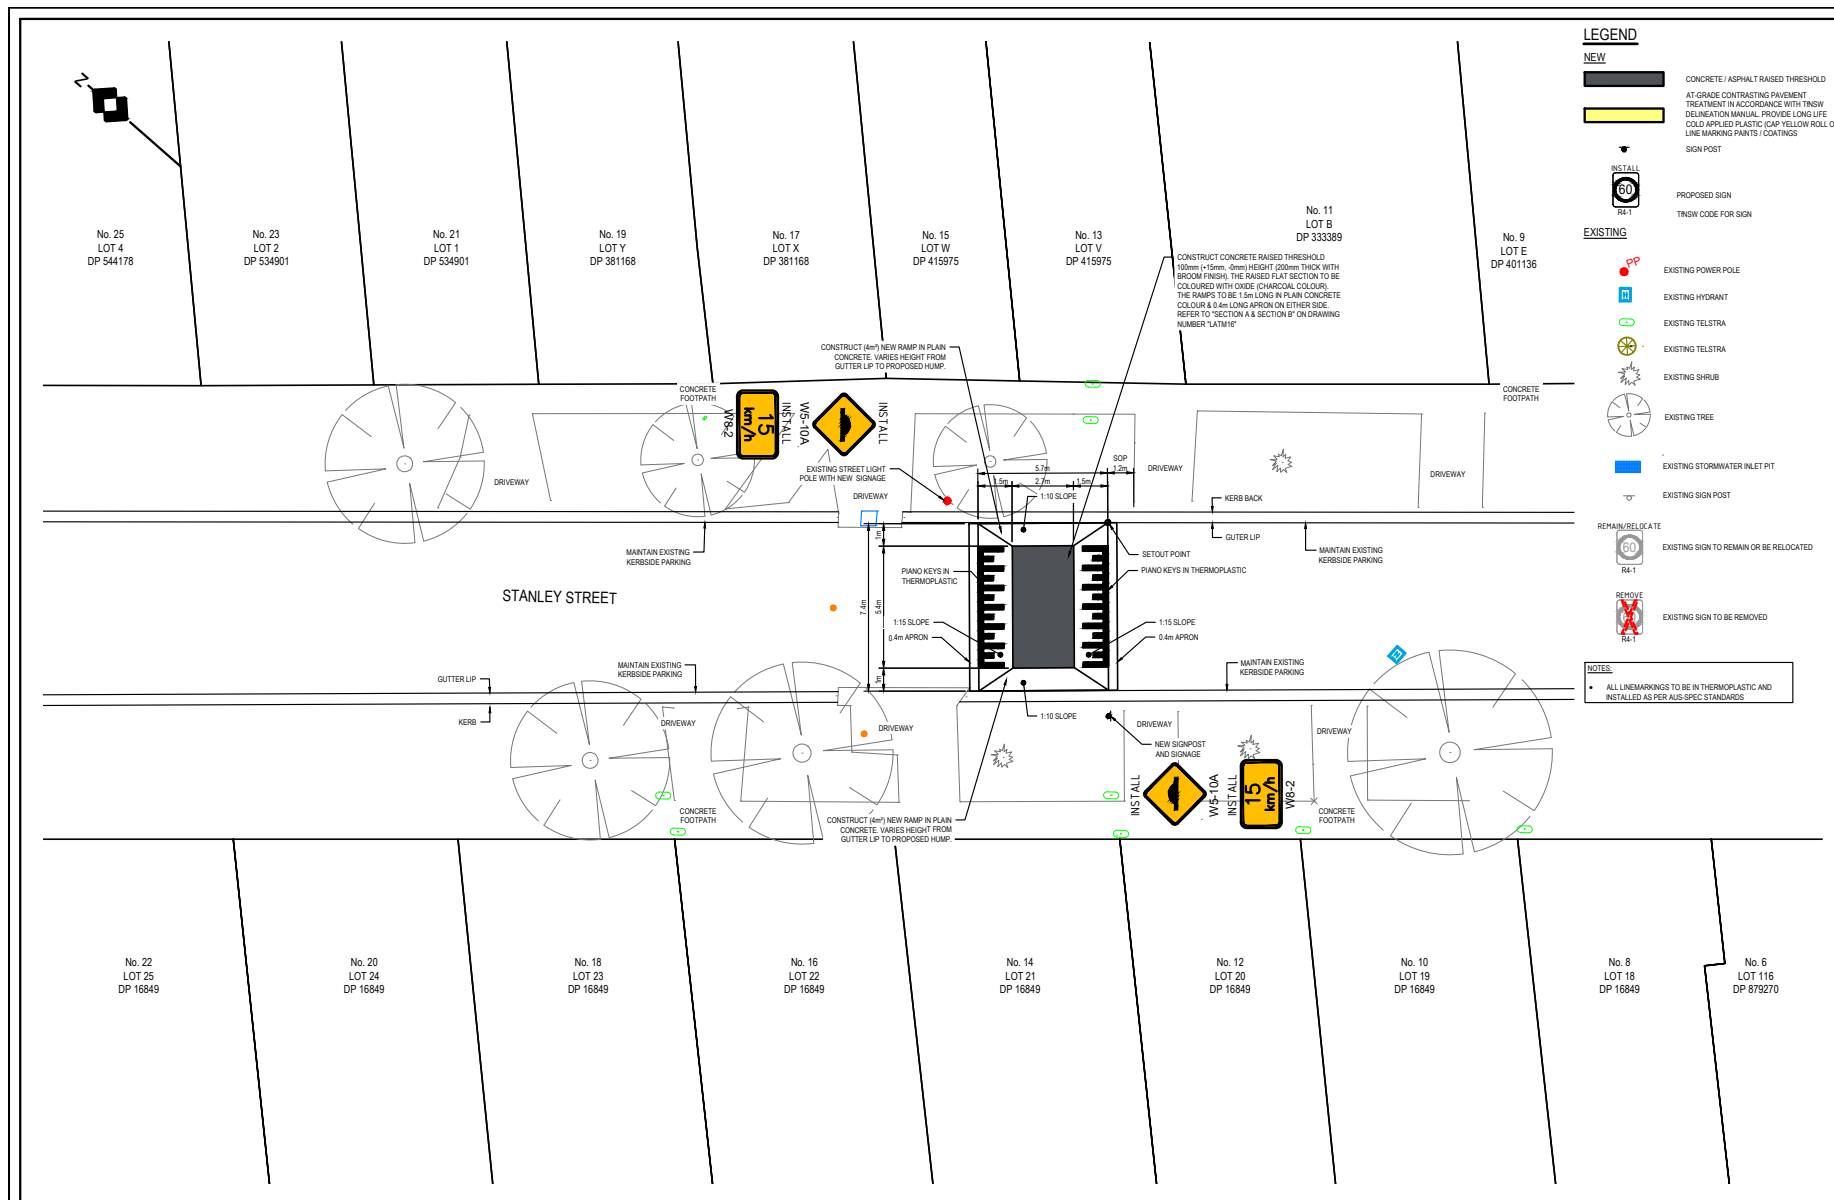 LEGEND
NEW
CONCRETE / ASPHALT RAISED THRESHOLD
AT-GRADE CONTRASTING PAVEMENT
TREATMENT IN ACCORDANCE WITH TfNSW
DELINEATION MANUAL. PROVIDE LONG LIFE
COLD APPLIED PLASTIC (CAP YELLOW ROLL O
LINE MARKING PAINTS / COATINGS
SIGN POST
INSTALL
60
R4-1
PROPOSED SIGN
TfNSW CODE FOR SIGN
EXISTING
PP
EXISTING POWER POLE
H
EXISTING HYDRANT
EXISTING TELSTRA
EXISTING TELSTRA
EXISTING SHRUB
EXISTING TREE
EXISTING STORMWATER INLET PIT
EXISTING SIGN POST
REMAIN/RELOCATE
60
R4-1
EXISTING SIGN TO REMAIN OR BE RELOCATED
REMOVE
R4-1
EXISTING SIGN TO BE REMOVED
NOTES:
• ALL LINEMARKINGS TO BE IN THERMOPLASTIC AND
INSTALLED AS PER AUS-SPEC STANDARDS
N
No. 25
LOT 4
DP 544178
No. 23
LOT 2
DP 534901
No. 21
LOT 1
DP 534901
No. 19
LOT Y
DP 381168
No. 17
LOT X
DP 381168
No. 15
LOT W
DP 415975
No. 13
LOT V
DP 415975
No. 11
LOT B
DP 333389
No. 9
LOT E
DP 401136
CONSTRUCT CONCRETE RAISED THRESHOLD
100mm (+15mm, -0mm) HEIGHT (200mm THICK WITH
BROOM FINISH). THE RAISED FLAT SECTION TO BE
COLOURED WITH OXIDE (CHARCOAL COLOUR).
THE RAMPS TO BE 1.5m LONG IN PLAIN CONCRETE
COLOUR & 0.4m LONG APRON ON EITHER SIDE.
REFER TO "SECTION A & SECTION B" ON DRAWING
NUMBER "LATM16"
CONSTRUCT (4m²) NEW RAMP IN PLAIN
CONCRETE. VARIES HEIGHT FROM
GUTTER LIP TO PROPOSED HUMP.
CONCRETE
FOOTPATH
CONCRETE
FOOTPATH
W8-2
15
km/h
INSTALL
W5-10A
INSTALL
EXISTING STREET LIGHT
POLE WITH NEW SIGNAGE
DRIVEWAY
DRIVEWAY
DRIVEWAY
DRIVEWAY
5.7m
SOP
1.2m
1.5m
2.7m
1.5m
1:10 SLOPE
KERB BACK
GUTER LIP
SETOUT POINT
MAINTAIN EXISTING
KERBSIDE PARKING
MAINTAIN EXISTING
KERBSIDE PARKING
PIANO KEYS IN
THERMOPLASTIC
PIANO KEYS IN THERMOPLASTIC
1m
7.4m
5.4m
1m
STANLEY STREET
1:15 SLOPE
0.4m APRON
1:15 SLOPE
0.4m APRON
GUTTER LIP
MAINTAIN EXISTING
KERBSIDE PARKING
MAINTAIN EXISTING
KERBSIDE PARKING
H
KERB
DRIVEWAY
DRIVEWAY
1:10 SLOPE
DRIVEWAY
DRIVEWAY
NEW SIGNPOST
AND SIGNAGE
INSTALL
W5-10A
INSTALL
15
km/h
W8-2
CONCRETE
FOOTPATH
CONCRETE
FOOTPATH
CONSTRUCT (4m²) NEW RAMP IN PLAIN
CONCRETE. VARIES HEIGHT FROM
GUTTER LIP TO PROPOSED HUMP.
No. 22
LOT 25
DP 16849
No. 20
LOT 24
DP 16849
No. 18
LOT 23
DP 16849
No. 16
LOT 22
DP 16849
No. 14
LOT 21
DP 16849
No. 12
LOT 20
DP 16849
No. 10
LOT 19
DP 16849
No. 8
LOT 18
DP 16849
No. 6
LOT 116
DP 879270